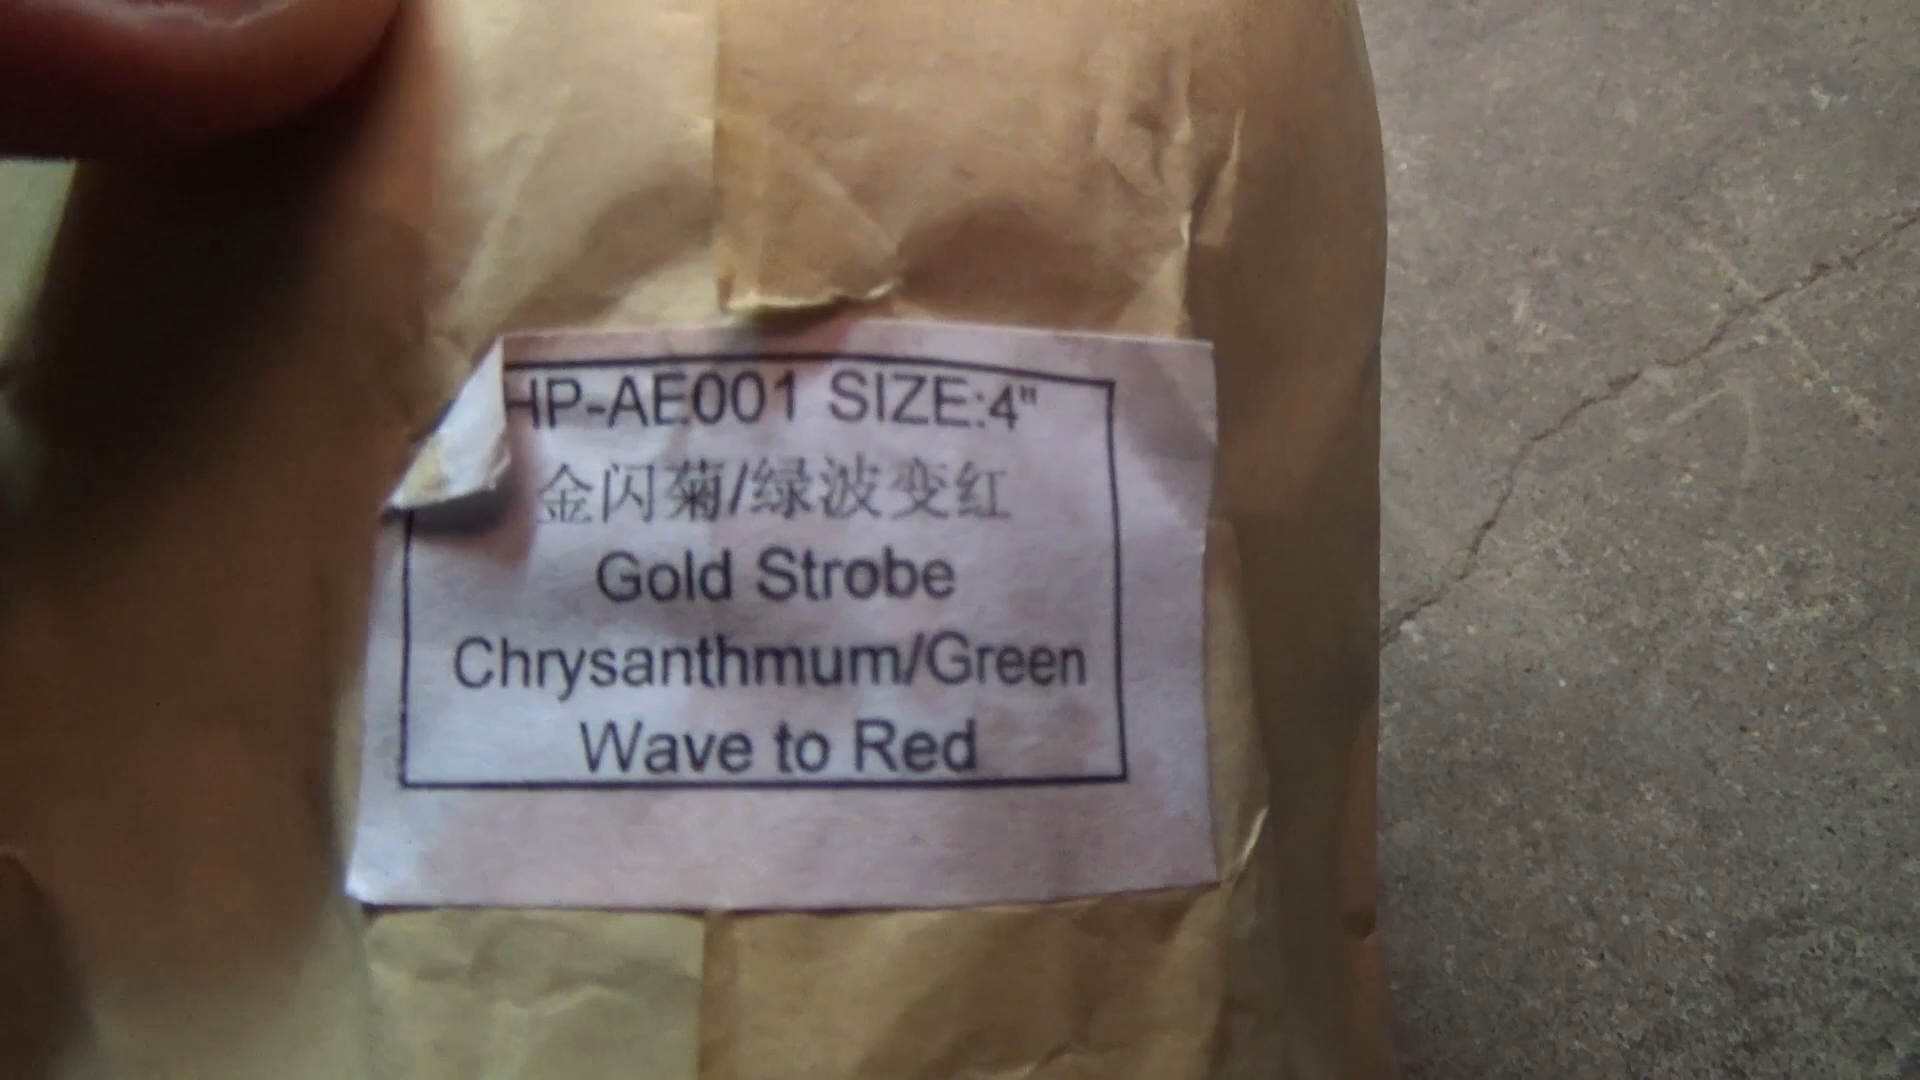 HP-AE001 SIZE:4"
金闪菊/绿波变红
Gold Strobe
Chrysanthmum/Green
Wave to Red